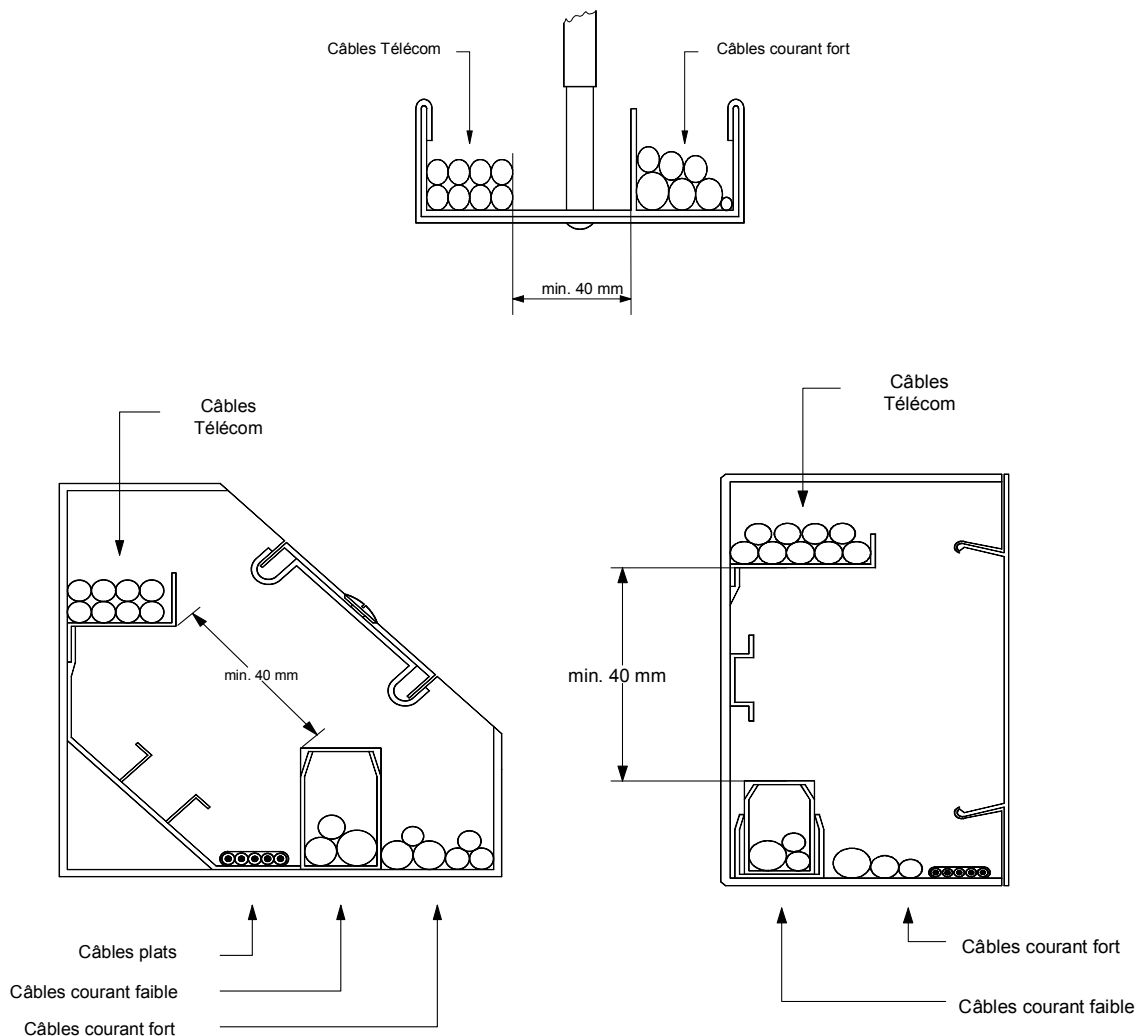 Câbles Télécom
Câbles courant fort
min. 40 mm
Câbles
Télécom
Câbles
Télécom
min. 40 mm
min. 40 mm
Câbles plats
Câbles courant faible
Câbles courant fort
Câbles courant fort
Câbles courant faible